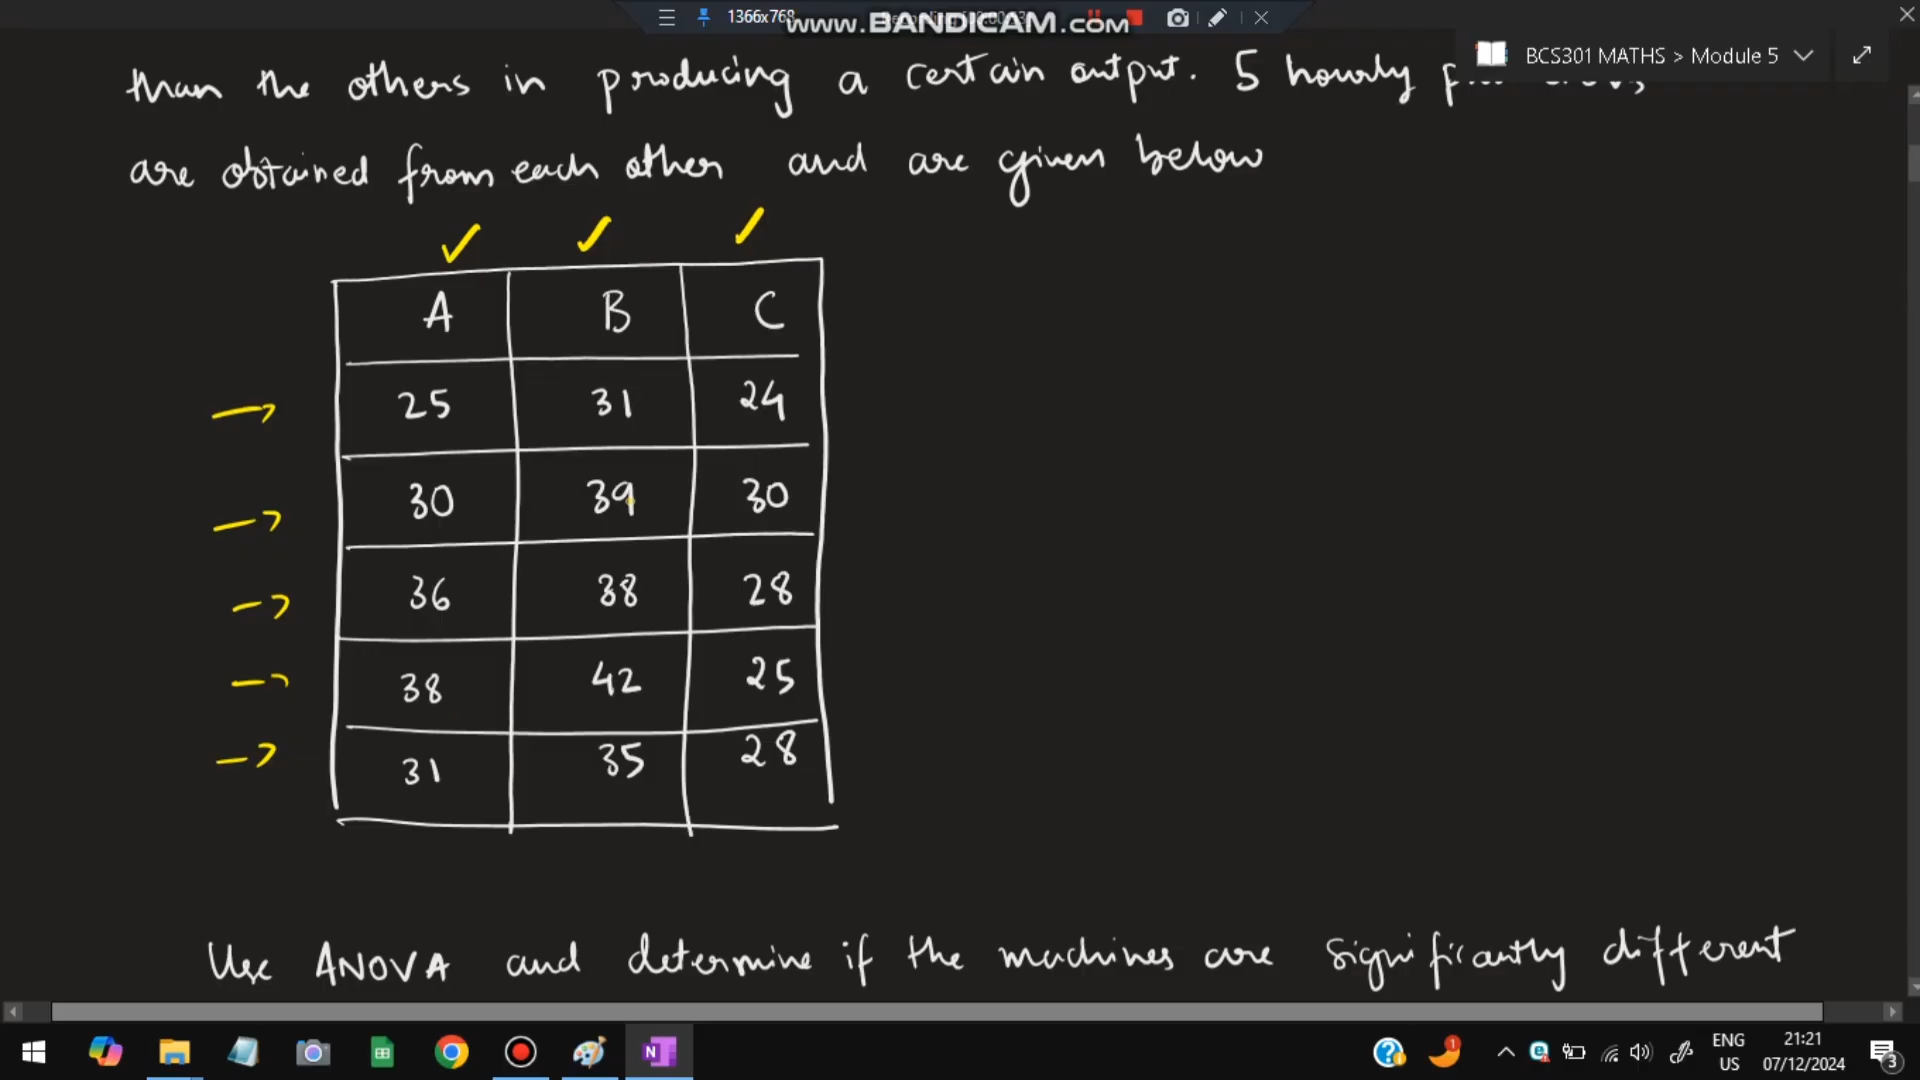 1366x768
www.BANDICAM.com
BCS301 MATHS > Module 5
than the others in producing a certain output. 5 hourly
are obtained from each other and are given below
A B C
25 31 24
30 39 30
36 38 28
38 42 25
31 35 28
Use ANOVA and determine if the machines are significantly different
ENG
US
21:21
07/12/2024
1
3
N